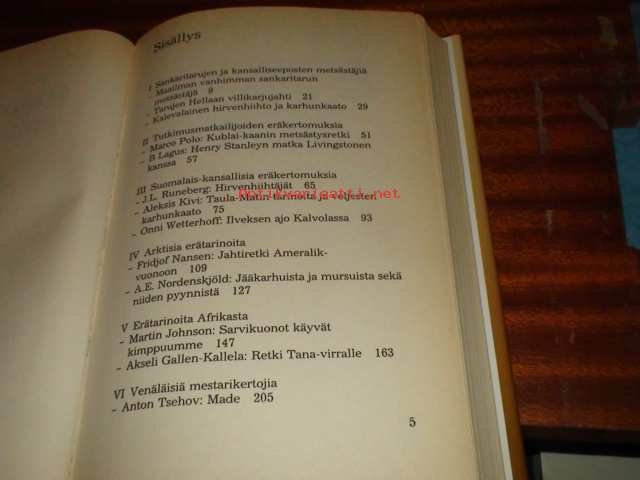 Sisällys
I Sankaritarujen ja kansalliseeposten metsästäjiä
- Maailman vanhimman sankaritarun
metsästäjä 9
- Tarujen Hellaan villikarjujahti 21
- Kalevalainen hirvenhiihto ja karhunkaato 29
II Tutkimusmatkailijoiden eräkertomuksia
- Marco Polo: Kublai-kaanin metsästysretki 51
- B Lagus: Henry Stanleyn matka Livingstonen
kanssa 57
III Suomalais-kansallisia eräkertomuksia
- J.L. Runeberg: Hirvenhiihtäjät 65
- Aleksis Kivi: Taula-Matin tarinoita ja veljesten
karhunkaato 75
- Onni Wetterhoff: Ilveksen ajo Kalvolassa 93
IV Arktisia erätarinoita
- Fridjof Nansen: Jahtiretki Ameralik-
vuonoon 109
- A.E. Nordenskjöld: Jääkarhuista ja mursuista sekä
niiden pyynnistä 127
V Erätarinoita Afrikasta
- Martin Johnson: Sarvikuonot käyvät
kimppuumme 147
- Akseli Gallen-Kallela: Retki Tana-virralle 163
VI Venäläisiä mestarikertojia
- Anton Tsehov: Made 205
5